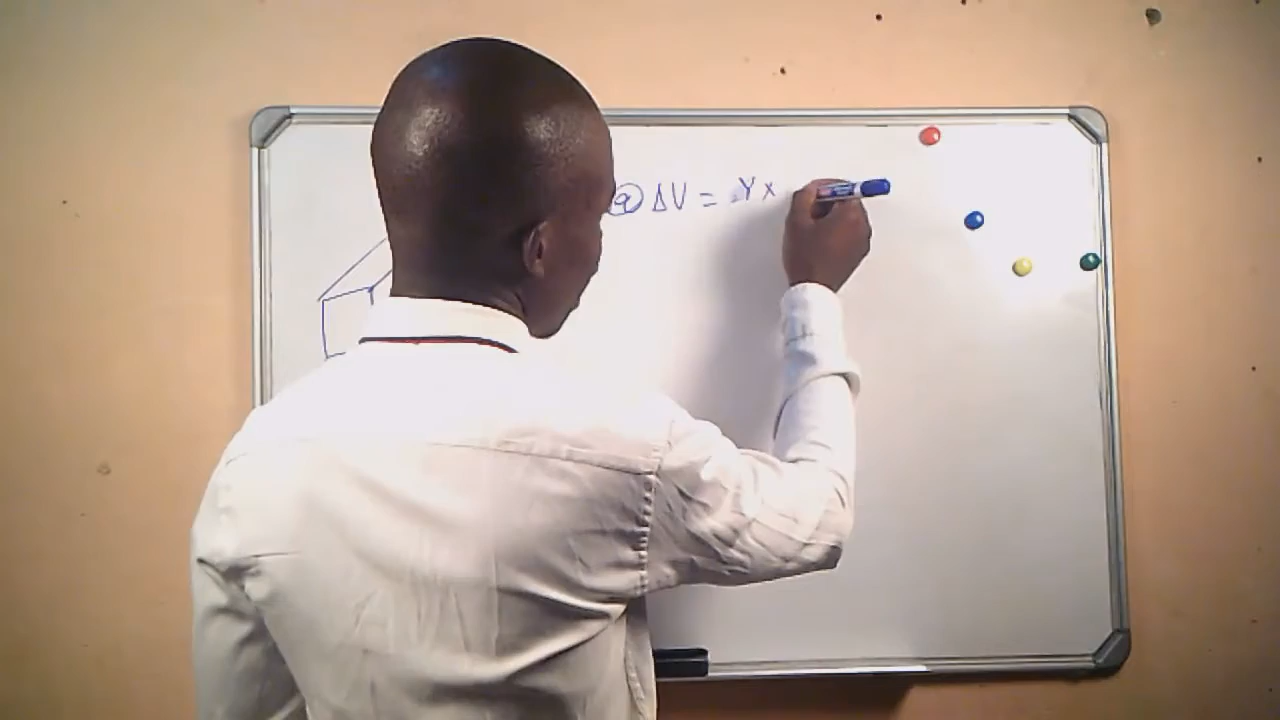 ⓐ ΔV = γ x